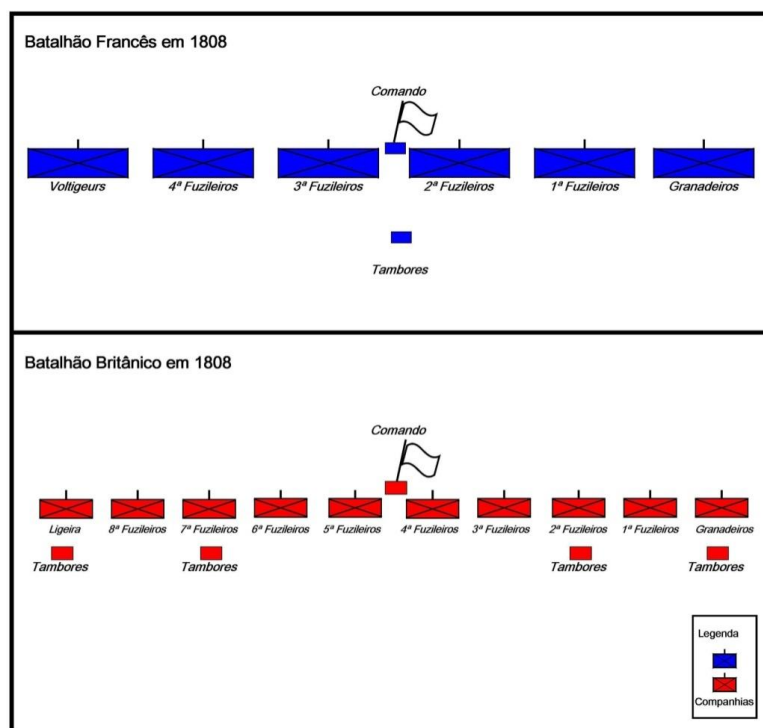 Batalhão Francês em 1808
Comando
Voltigeurs 4ª Fuzileiros 3ª Fuzileiros 2ª Fuzileiros 1ª Fuzileiros Granadeiros
Tambores
Batalhão Britânico em 1808
Comando
Ligeira 8ª Fuzileiros 7ª Fuzileiros 6ª Fuzileiros 5ª Fuzileiros 4ª Fuzileiros 3ª Fuzileiros 2ª Fuzileiros 1ª Fuzileiros Granadeiros
Tambores Tambores Tambores Tambores
Legenda
Companhias